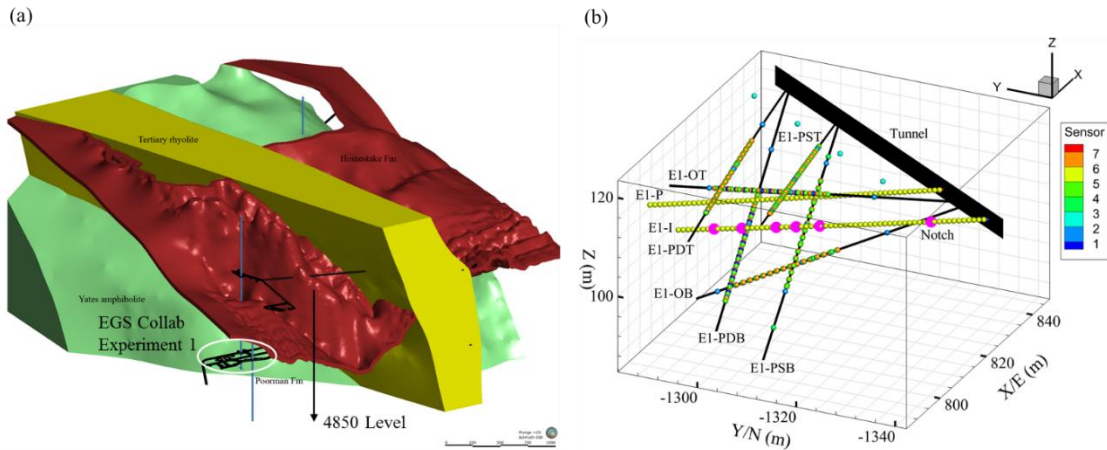 (a)
Tertiary rhyolite
Homestake Fm
Yates amphibolite
EGS Collab
Experiment 1
Poorman Fm
4850 Level
(b)
Z
Y
X
Tunnel
E1-PST
E1-OT
E1-P
E1-I
E1-PDT
E1-OB
E1-PDB
E1-PSB
Notch
Sensor
7
6
5
4
3
2
1
120
100
Z (m)
-1300
-1320
-1340
Y/N (m)
800
820
840
X/E (m)